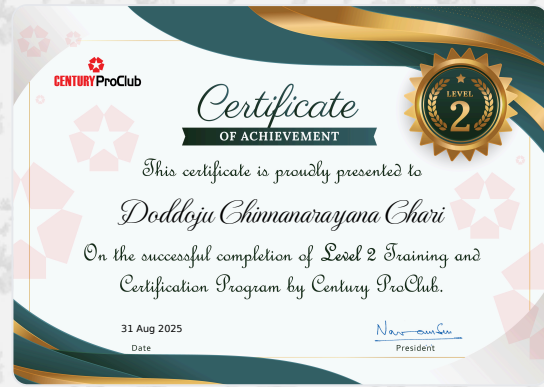 CENTURY ProClub
Certificate
OF ACHIEVEMENT
LEVEL
2
This certificate is proudly presented to
Doddoju Chinnanarayana Chari
On the successful completion of Level 2 Training and
Certification Program by Century ProClub.
31 Aug 2025
Date
President